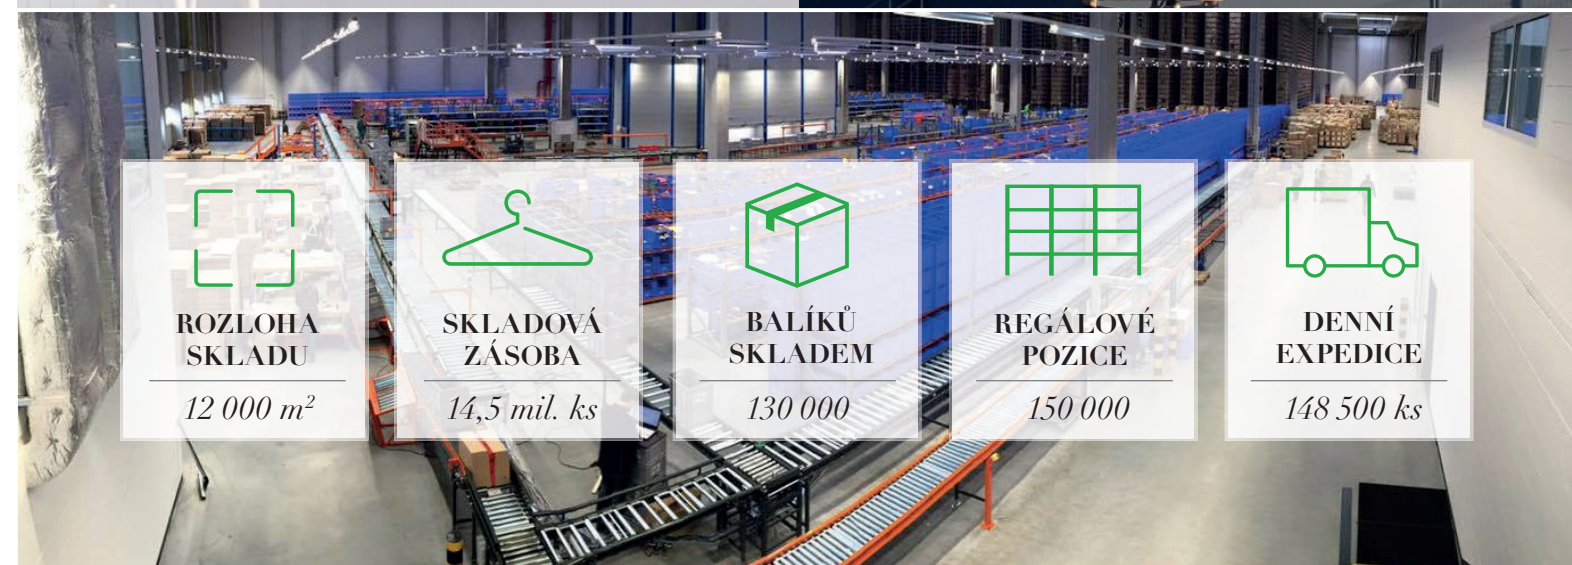 ROZLOHA
SKLADU
12 000 m²
SKLADOVÁ
ZÁSOBA
14,5 mil. ks
BALÍKŮ
SKLADEM
130 000
REGÁLOVÉ
POZICE
150 000
DENNÍ
EXPEDICE
148 500 ks